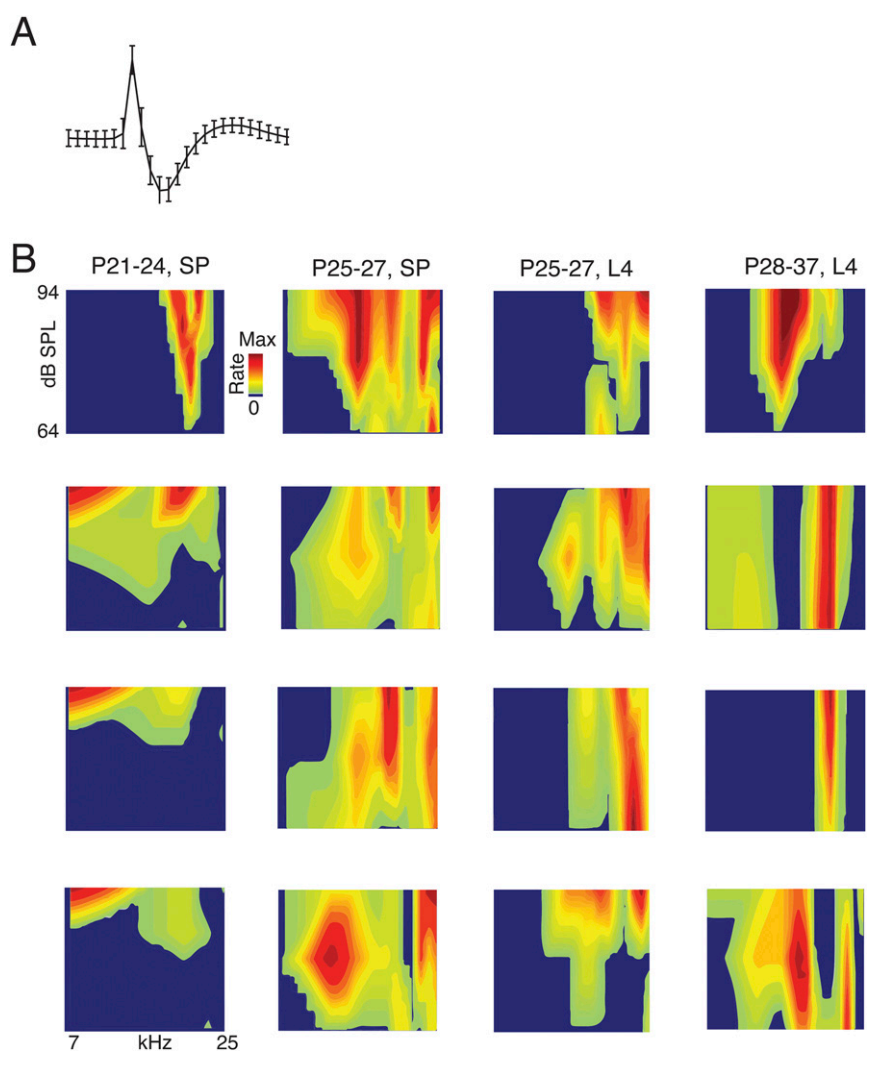 A
B
P21-24, SP
P25-27, SP
P25-27, L4
P28-37, L4
94
dB SPL
64
Max
Rate
0
7
kHz
25